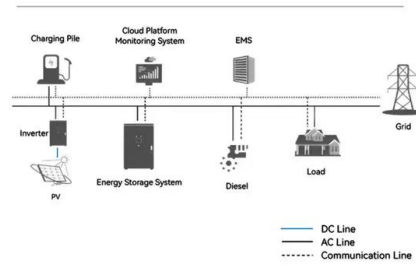 Charging Pile
Cloud Platform
Monitoring System
EMS
Grid
Inverter
PV
Energy Storage System
Diesel
Load
DC Line
AC Line
Communication Line